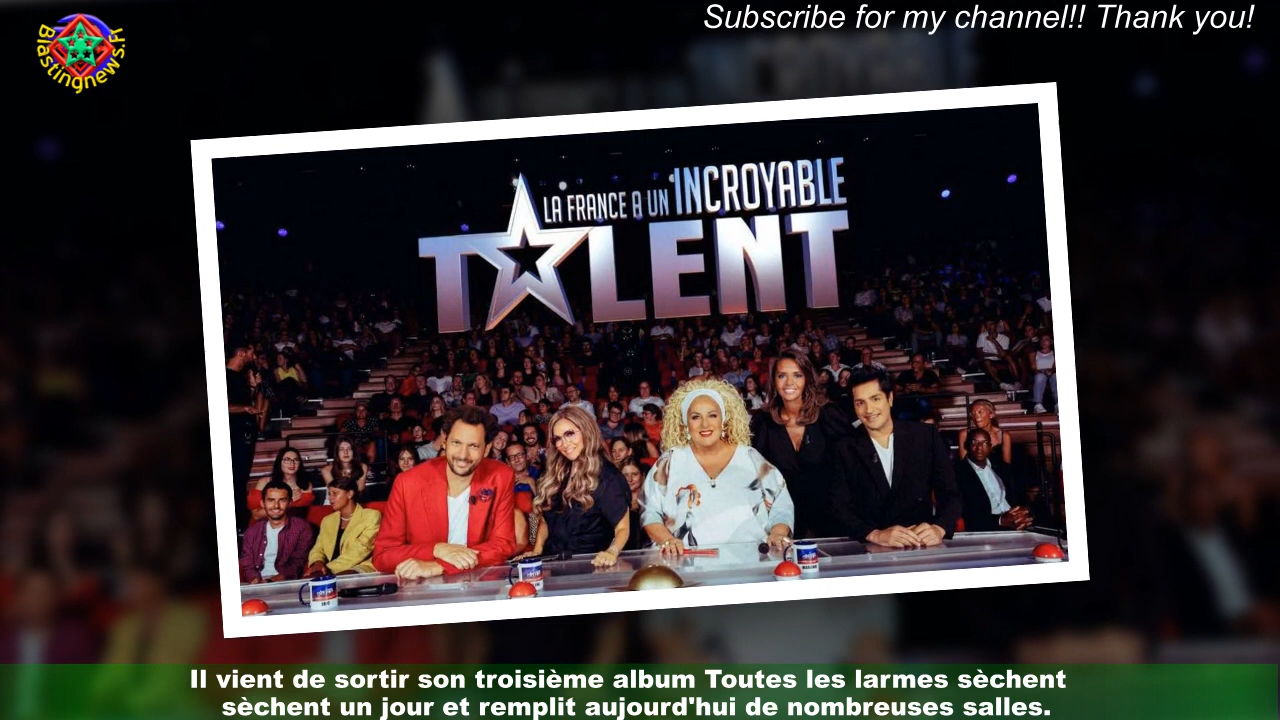 Subscribe for my channel!! Thank you!
Blastingnews.Fr
LA FRANCE A UN INCROYABLE
TALENT
Il vient de sortir son troisième album Toutes les larmes sèchent
sèchent un jour et remplit aujourd'hui de nombreuses salles.